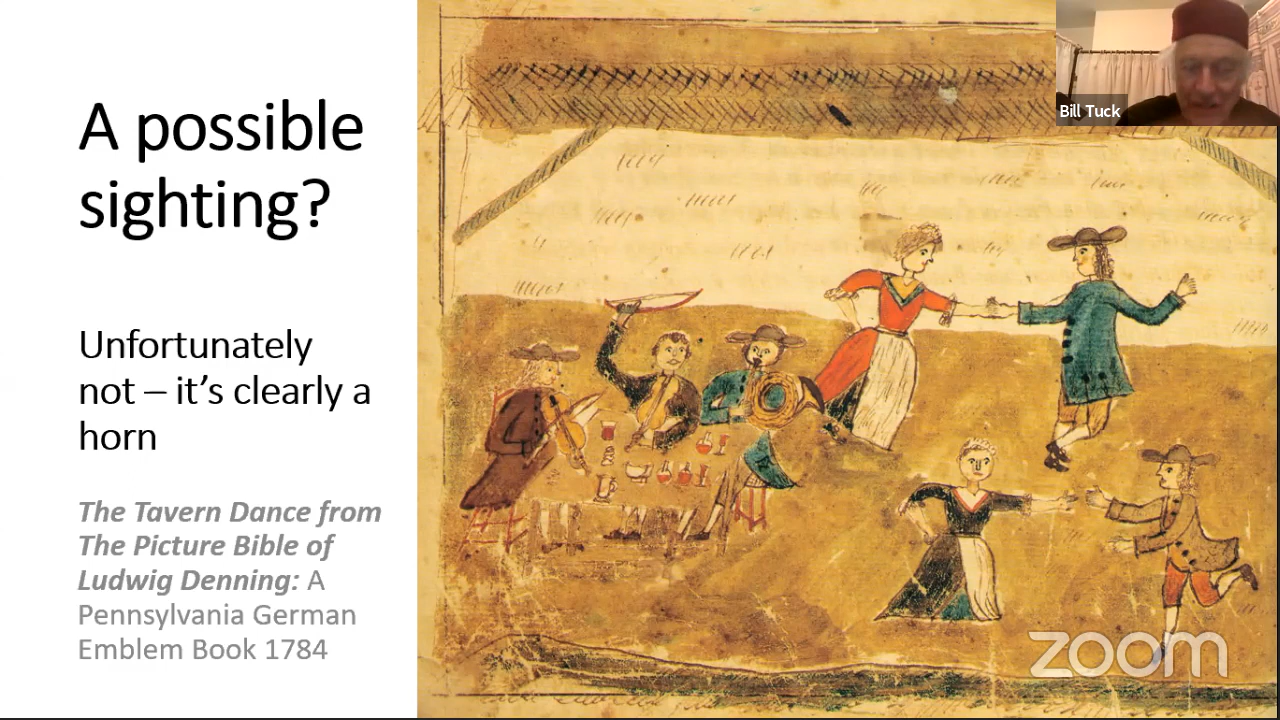 A possible
sighting?
Unfortunately
not – it’s clearly a
horn
The Tavern Dance from
The Picture Bible of
Ludwig Denning: A
Pennsylvania German
Emblem Book 1784
Bill Tuck
zoom